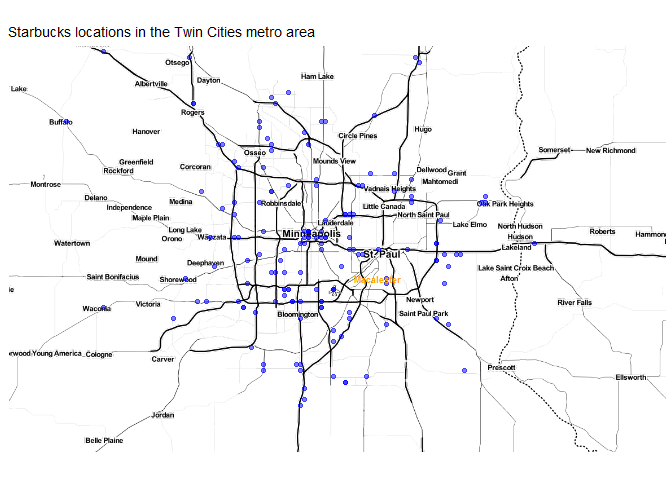 Starbucks locations in the Twin Cities metro area
Otsego
Ham Lake
Albertville
Dayton
Lake
Rogers
Buffalo
Hanover
Circle Pines
Hugo
Osseo
Somerset
New Richmond
Greenfield
Mounds View
Rockford
Corcoran
Dellwood
Grant
Montrose
Mahtomedi
Vadnais Heights
Delano
Medina
Robbinsdale
Oak Park Heights
Independence
Little Canada
Maple Plain
North Saint Paul
Lauderdale
Lake Elmo
North Hudson
Long Lake
Minneapolis
Roberts
Hammon
Orono
Wayzata
Hudson
Watertown
Lakeland
St. Paul
Mound
Deephaven
Lake Saint Croix Beach
Saint Bonifacius
Shorewood
Macalester
Afton
Newport
Victoria
River Falls
Waconia
Bloomington
Saint Paul Park
rwood Young America
Cologne
Carver
Prescott
Ellsworth
Jordan
Belle Plaine